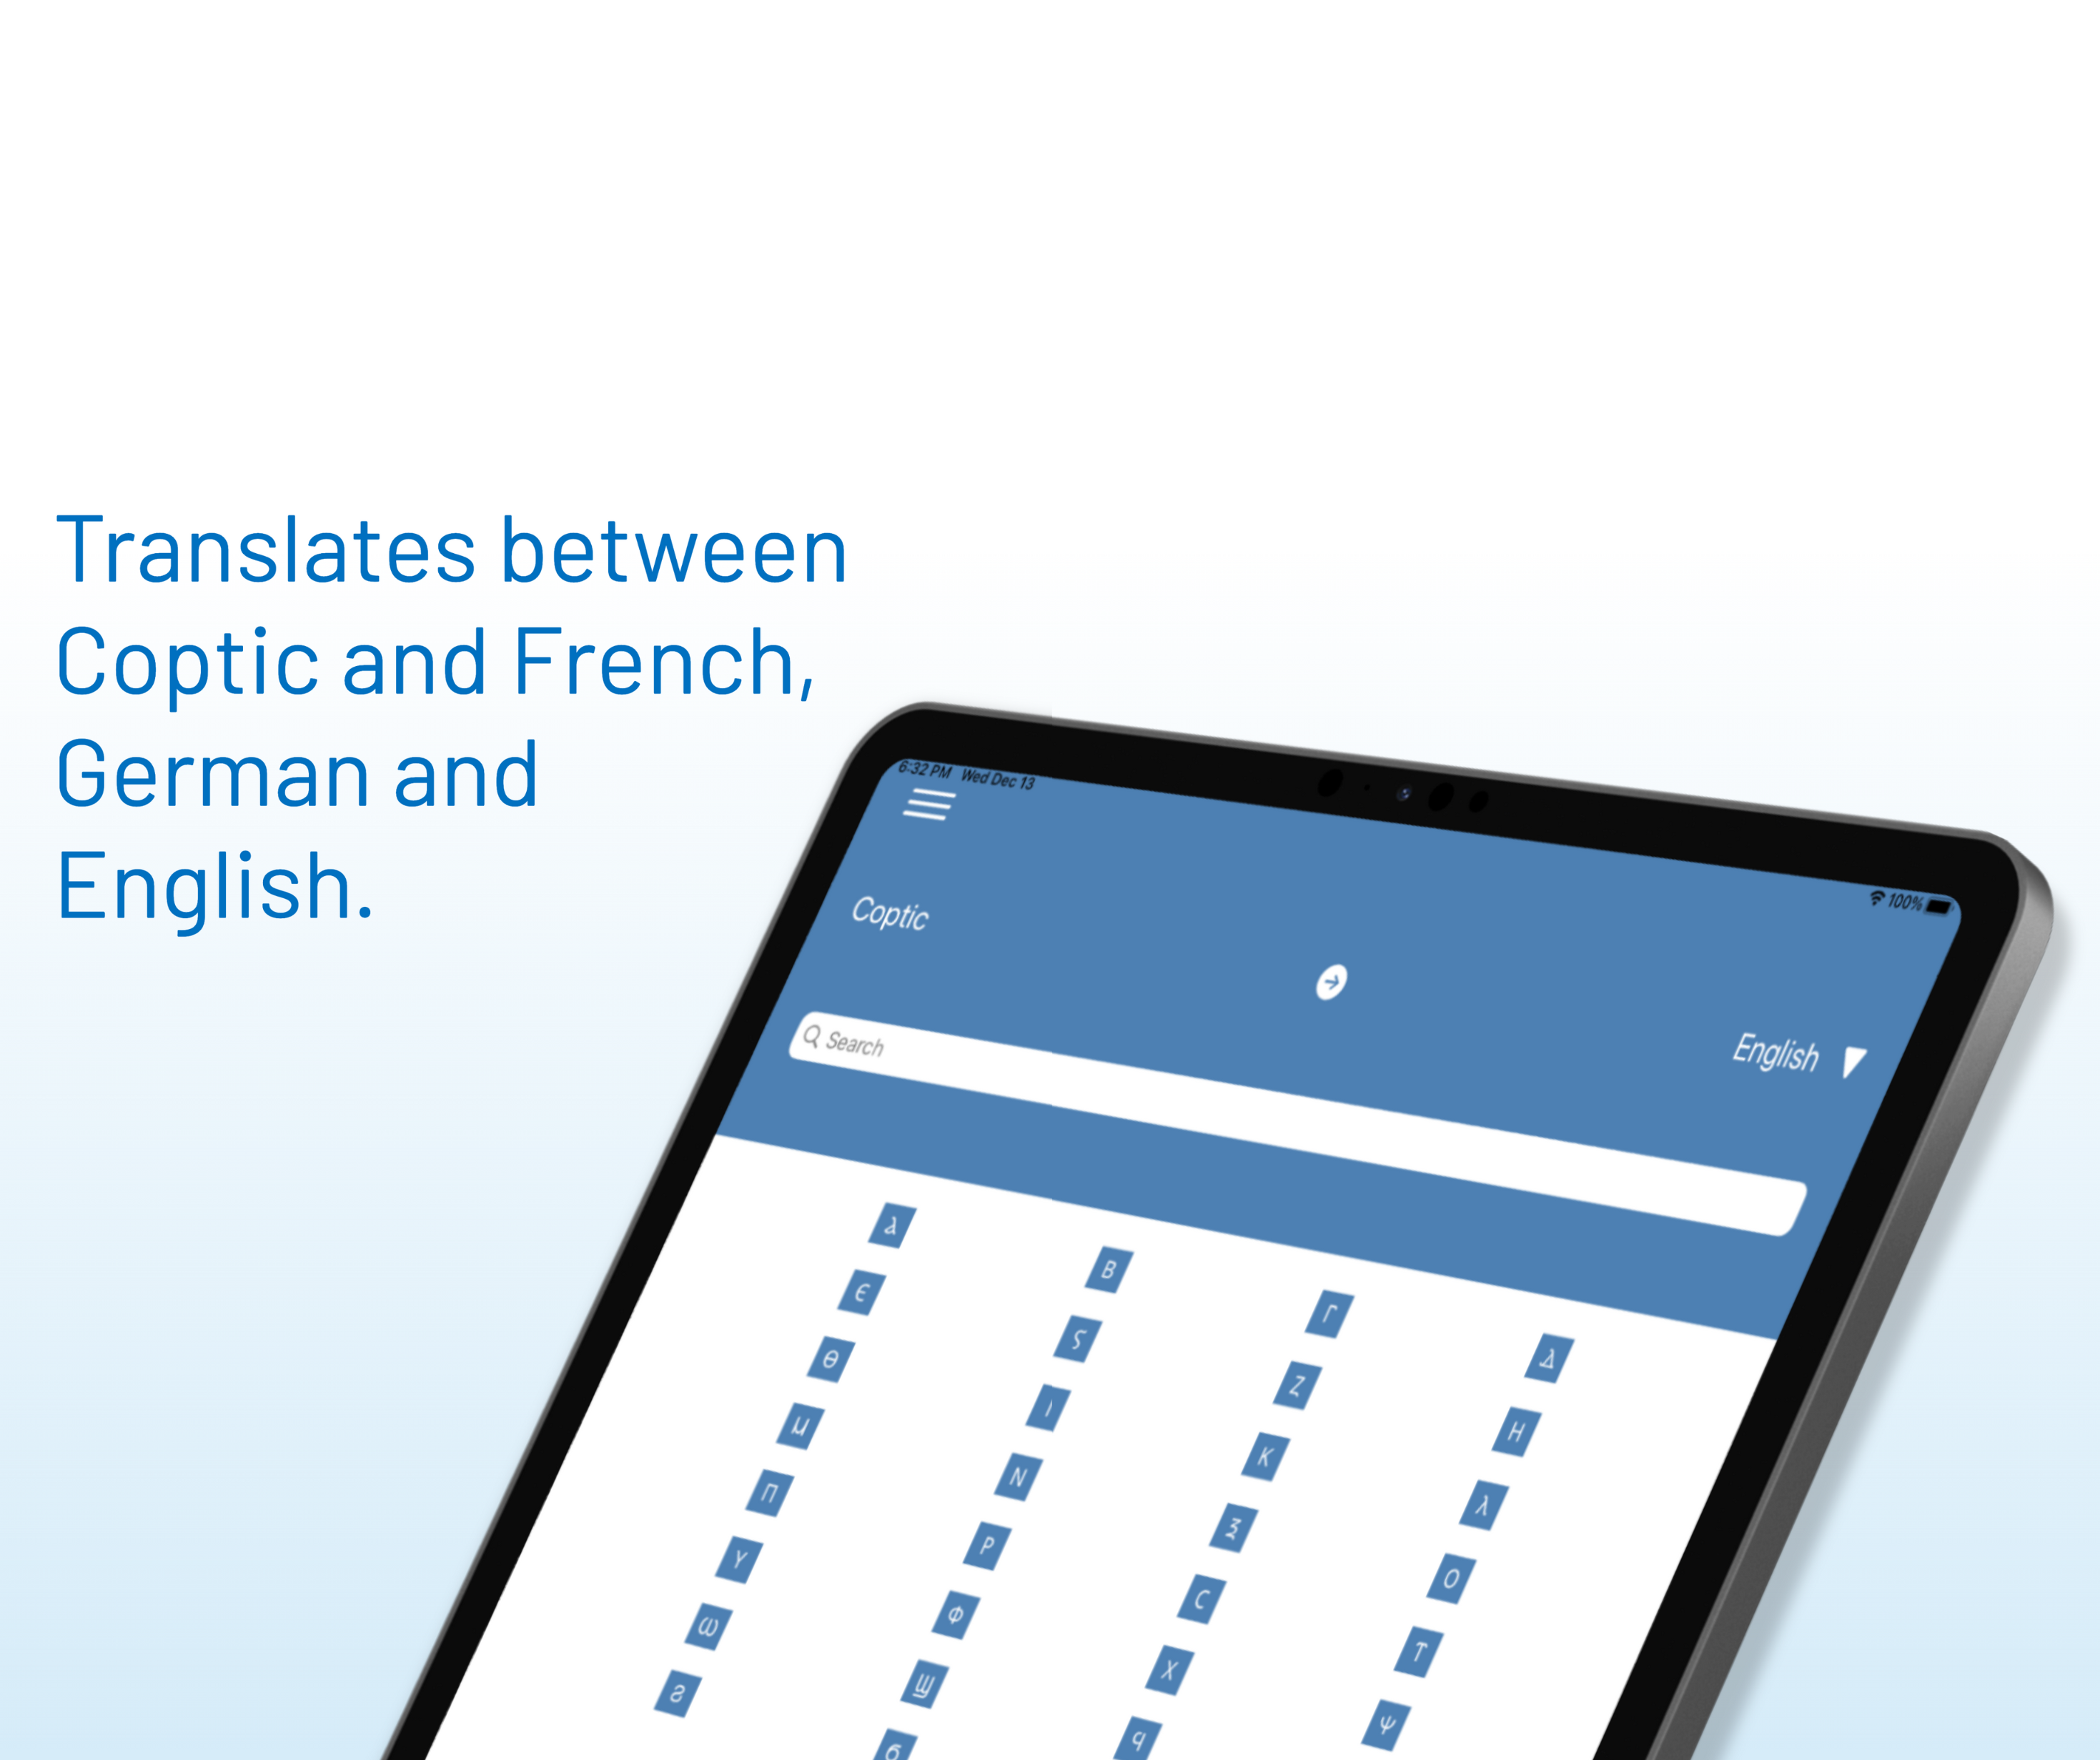 Translates between
Coptic and French,
German and
English.
6:32 PM Wed Dec 13
100%
Coptic
English
Search
ⲁ Ⲃ Ⲅ Ⲇ
Ⲉ Ⲋ Ⲍ Ⲏ
Ⲑ Ⲓ Ⲕ Ⲗ
Ⲙ Ⲛ Ⲝ Ⲟ
Ⲡ Ⲣ Ⲥ Ⲧ
Ⲩ Ⲫ Ⲭ Ⲯ
Ⲱ Ϣ Ϥ
Ϩ Ϭ